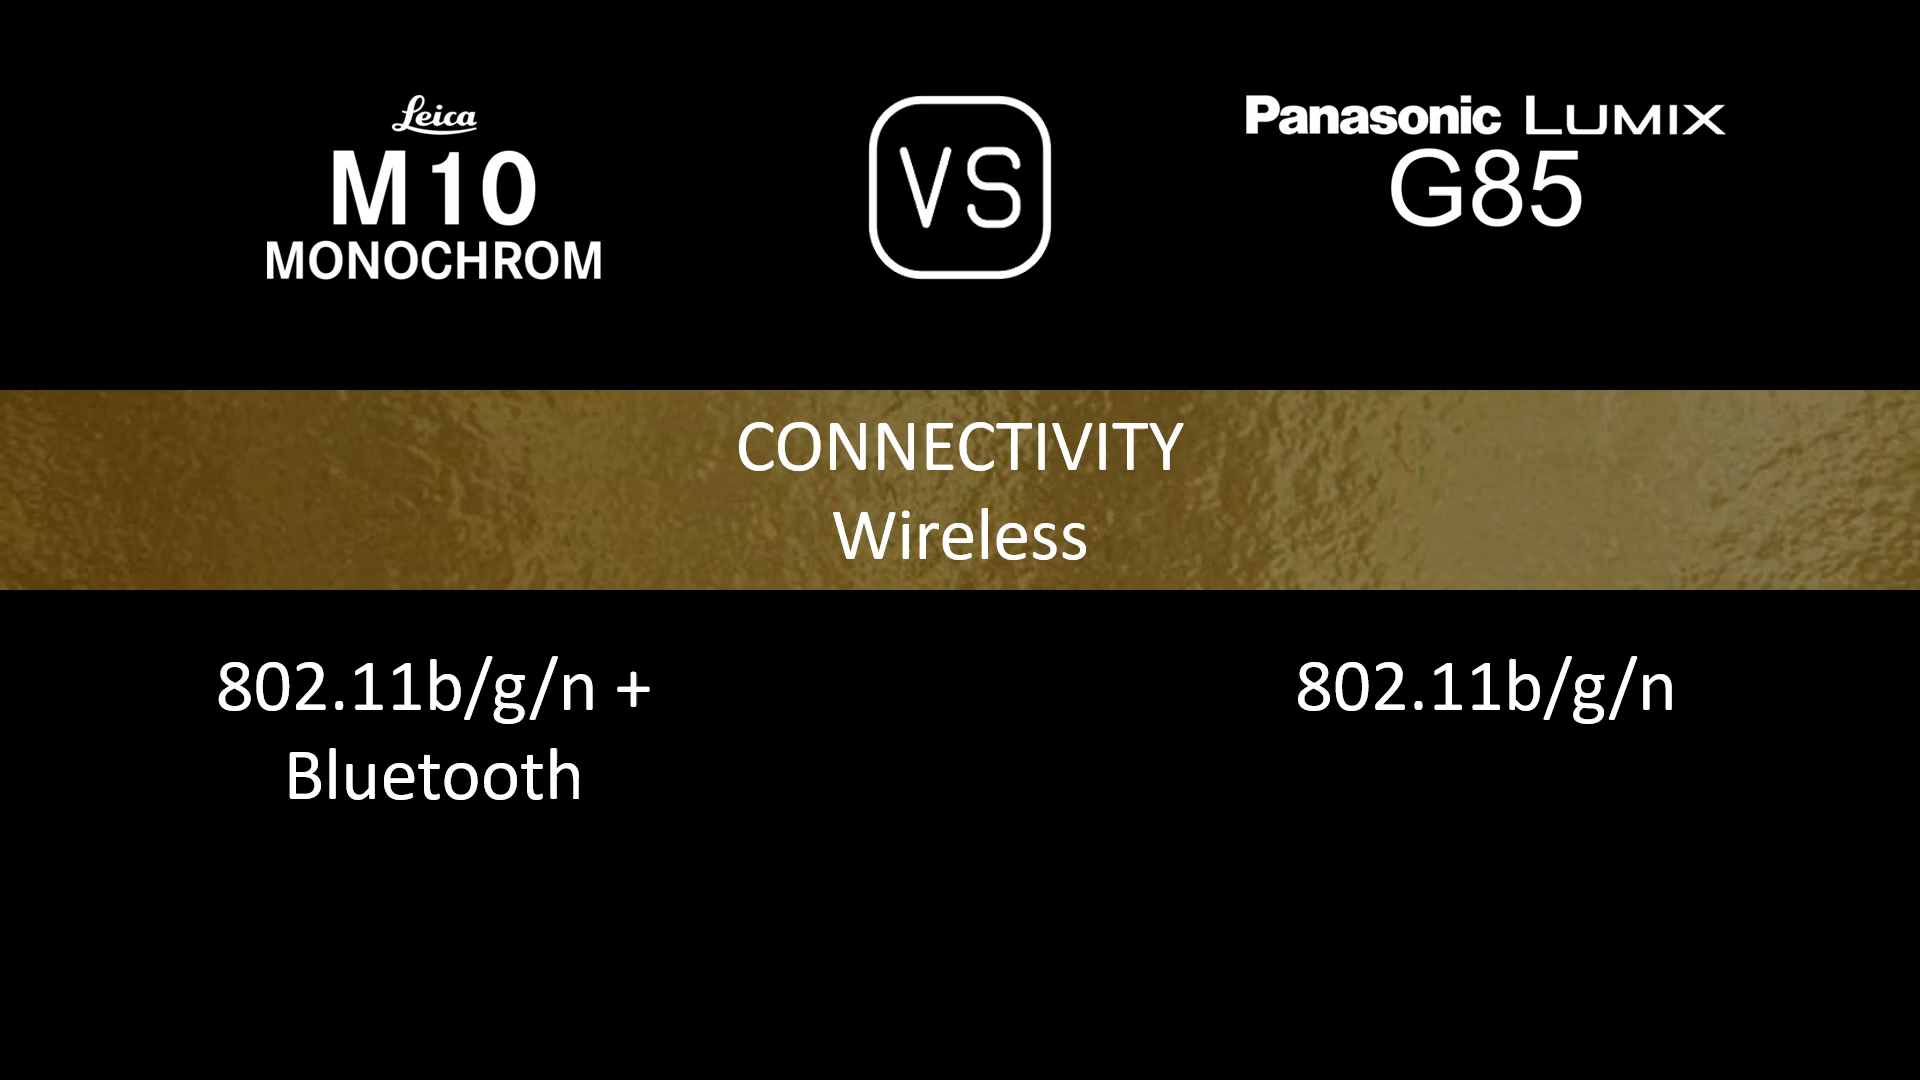 Leica
M10
MONOCHROM
VS
Panasonic LUMIX
G85
CONNECTIVITY
Wireless
802.11b/g/n +
Bluetooth
802.11b/g/n